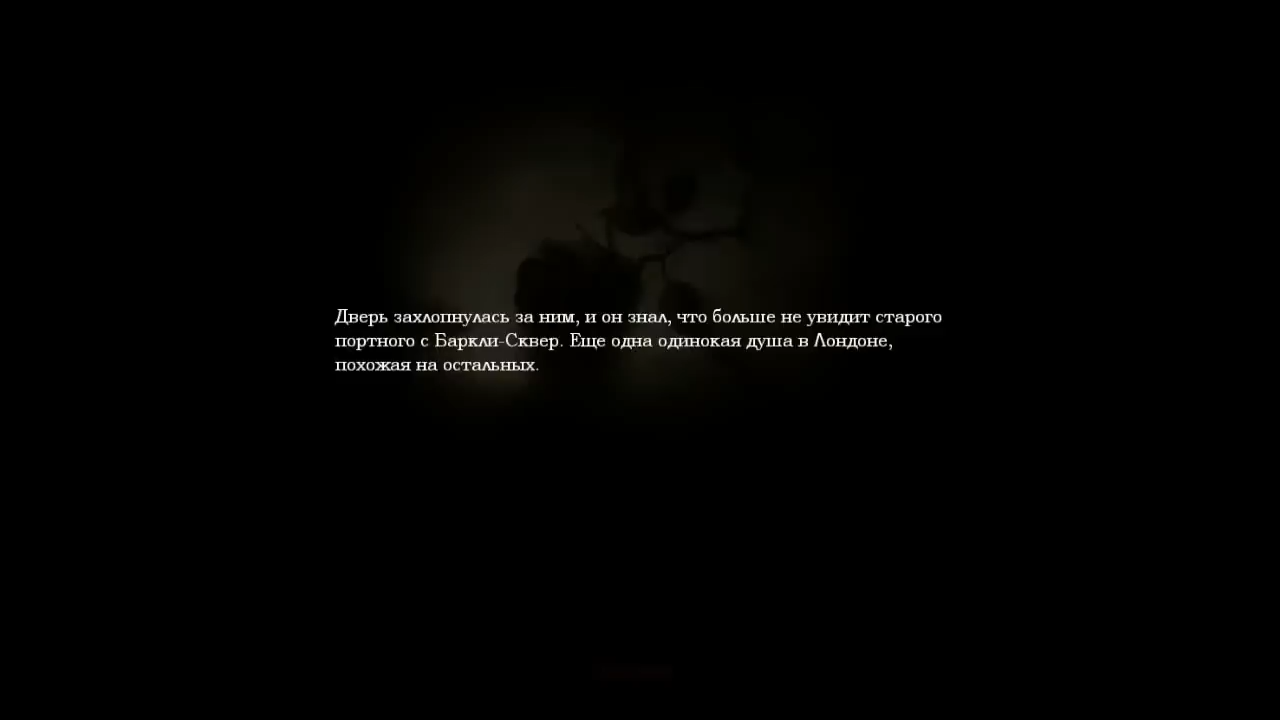 Дверь захлопнулась за ним, и он знал, что больше не увидит старого
портного с Баркли-Сквер. Еще одна одинокая душа в Лондоне,
похожая на остальных.